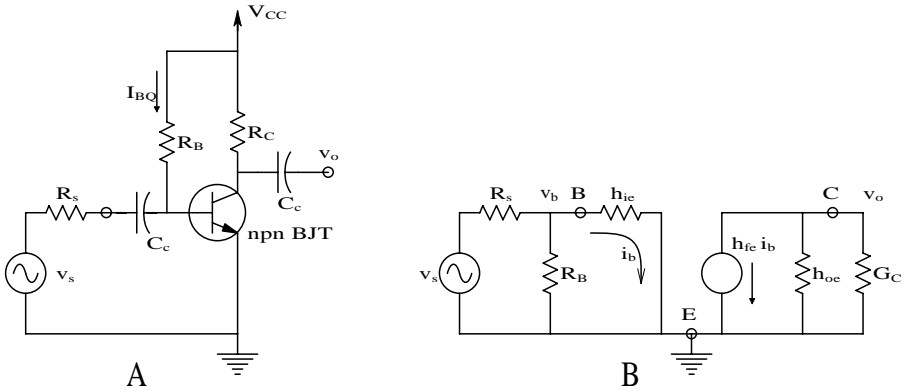 V_CC
I_BQ
R_B
R_C
v_o
R_s
C_c
C_c
npn BJT
v_s
A
R_s
v_b
B
h_ie
C
v_o
i_b
v_s
R_B
h_fe i_b
h_oe
G_C
E
B